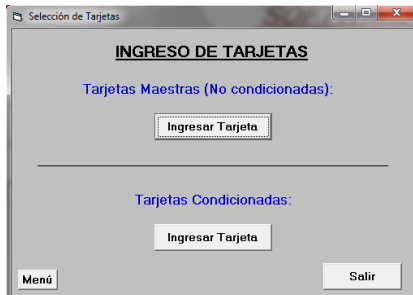 Selección de Tarjetas
INGRESO DE TARJETAS
Tarjetas Maestras (No condicionadas):
Ingresar Tarjeta
Tarjetas Condicionadas:
Ingresar Tarjeta
Menú
Salir